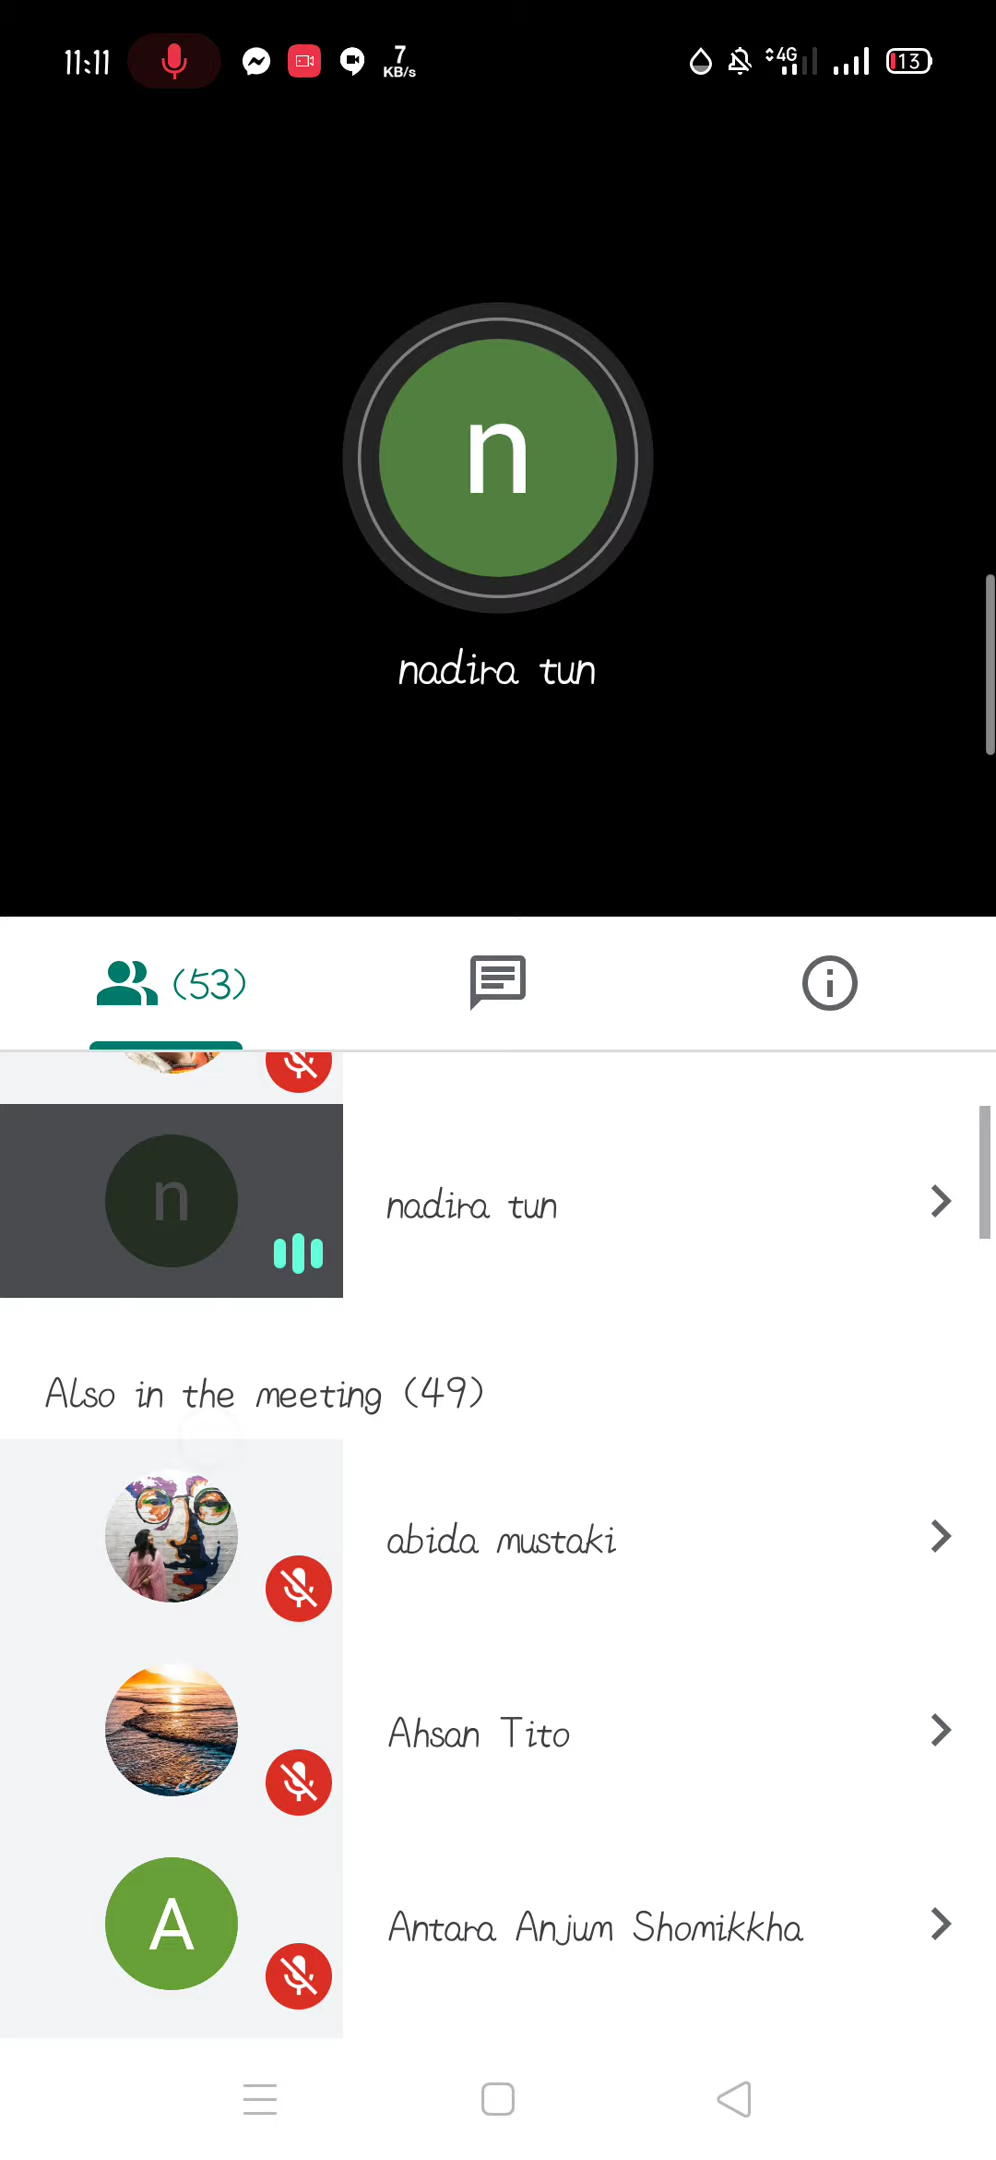 11:11 7 KB/s 4G 13
n
nadira tun
(53)
n
nadira tun
Also in the meeting (49)
abida mustaki
Ahsan Tito
A
Antara Anjum Shomikkha